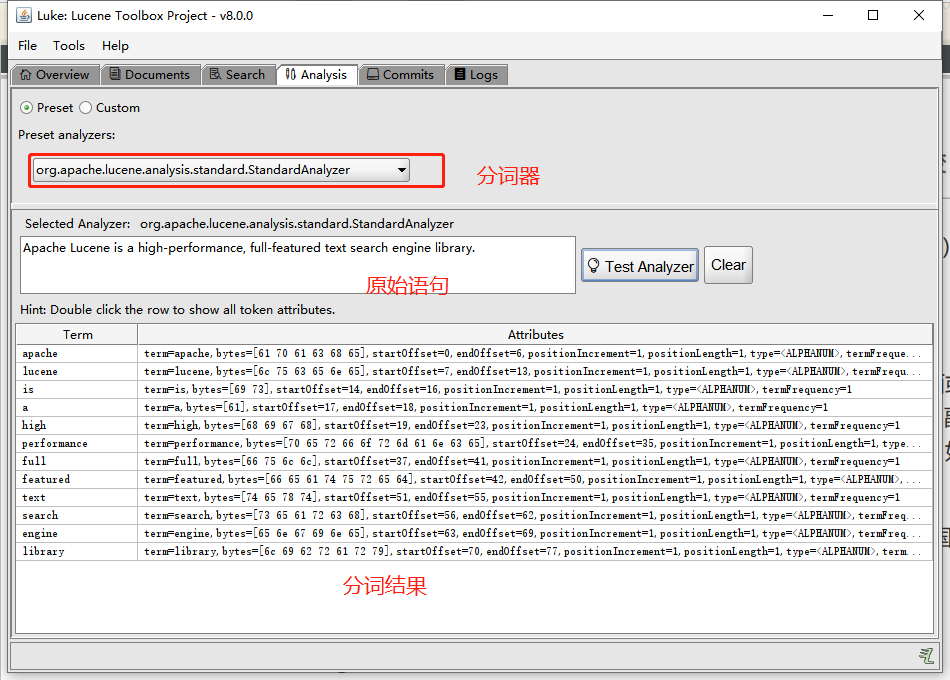 Luke: Lucene Toolbox Project - v8.0.0
File Tools Help
Overview Documents Search Analysis Commits Logs
Preset Custom
Preset analyzers:
org.apache.lucene.analysis.standard.StandardAnalyzer
分词器
Selected Analyzer: org.apache.lucene.analysis.standard.StandardAnalyzer
Apache Lucene is a high-performance, full-featured text search engine library.
Test Analyzer Clear
原始语句
Hint: Double click the row to show all token attributes.
Term Attributes
apache term=apache, bytes=[61 70 61 63 68 65], startOffset=0, endOffset=6, positionIncrement=1, positionLength=1, type=<ALPHANUM>, termFreque...
lucene term=lucene, bytes=[6c 75 63 65 6e 65], startOffset=7, endOffset=13, positionIncrement=1, positionLength=1, type=<ALPHANUM>, termFrequ...
is term=is, bytes=[69 73], startOffset=14, endOffset=16, positionIncrement=1, positionLength=1, type=<ALPHANUM>, termFrequency=1
a term=a, bytes=[61], startOffset=17, endOffset=18, positionIncrement=1, positionLength=1, type=<ALPHANUM>, termFrequency=1
high term=high, bytes=[68 69 67 68], startOffset=19, endOffset=23, positionIncrement=1, positionLength=1, type=<ALPHANUM>, termFrequency=1
performance term=performance, bytes=[70 65 72 66 6f 72 6d 61 6e 63 65], startOffset=24, endOffset=35, positionIncrement=1, positionLength=1, type...
full term=full, bytes=[66 75 6c 6c], startOffset=37, endOffset=41, positionIncrement=1, positionLength=1, type=<ALPHANUM>, termFrequency=1
featured term=featured, bytes=[66 65 61 74 75 72 65 64], startOffset=42, endOffset=50, positionIncrement=1, positionLength=1, type=<ALPHANUM>, ...
text term=text, bytes=[74 65 78 74], startOffset=51, endOffset=55, positionIncrement=1, positionLength=1, type=<ALPHANUM>, termFrequency=1
search term=search, bytes=[73 65 61 72 63 68], startOffset=56, endOffset=62, positionIncrement=1, positionLength=1, type=<ALPHANUM>, termFreq...
engine term=engine, bytes=[65 6e 67 69 6e 65], startOffset=63, endOffset=69, positionIncrement=1, positionLength=1, type=<ALPHANUM>, termFreq...
library term=library, bytes=[6c 69 62 72 61 72 79], startOffset=70, endOffset=77, positionIncrement=1, positionLength=1, type=<ALPHANUM>, term...
分词结果